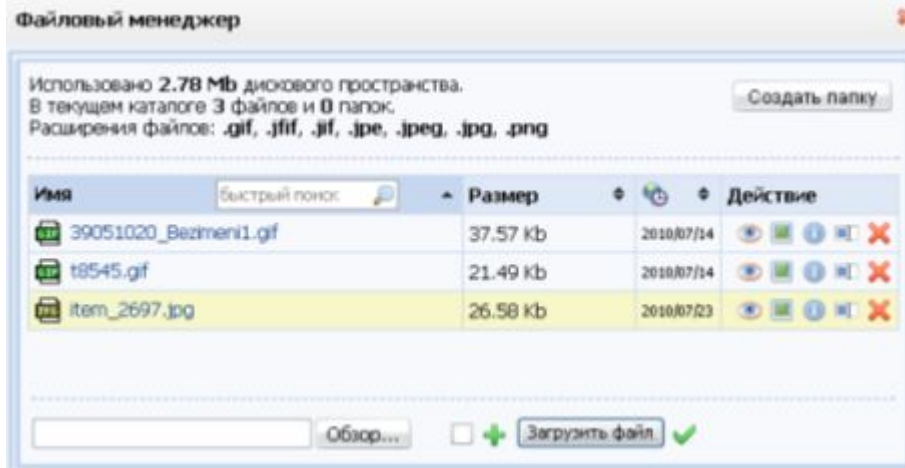 Файловый менеджер
Использовано 2.78 Mb дискового пространства.
В текущем каталоге 3 файлов и 0 папок.
Создать папку
Расширения файлов: .gif, .jfif, .jif, .jpe, .jpeg, .jpg, .png
Имя быстрый поиск Размер Действие
GIF 39051020_Bezimeni1.gif 37.57 Kb 2010/07/14
GIF t8545.gif 21.49 Kb 2010/07/14
JPG item_2697.jpg 26.58 Kb 2010/07/23
Обзор... Загрузить файл